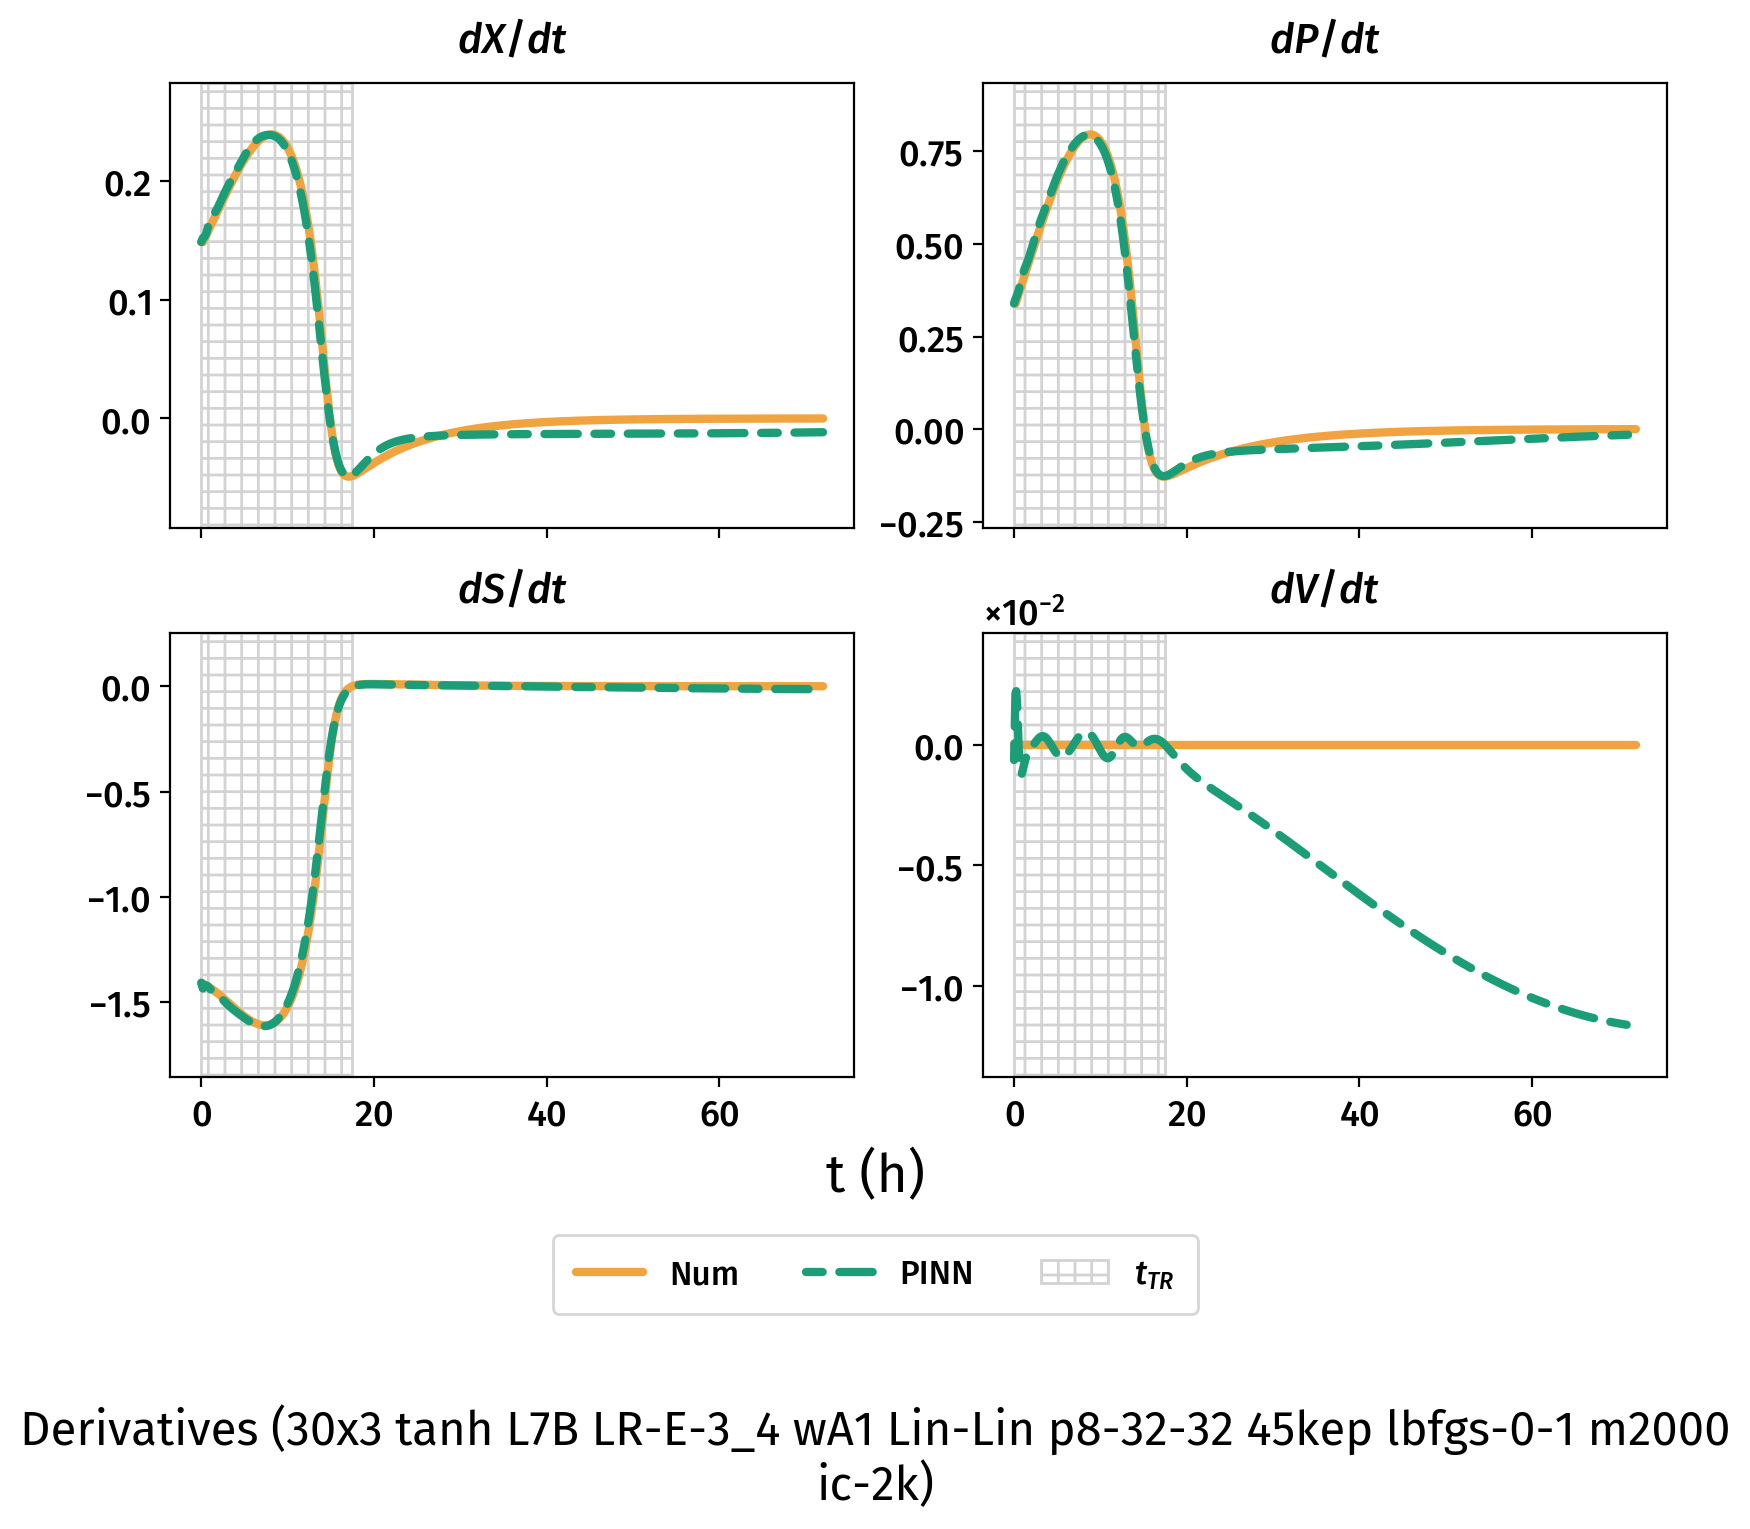 dX/dt
dP/dt
0.2
0.1
0.0
0.75
0.50
0.25
0.00
−0.25
dS/dt
dV/dt
×10⁻²
0.0
−0.5
−1.0
−1.5
0.0
−0.5
−1.0
0 20 40 60
0 20 40 60
t (h)
Num PINN t_TR
Derivatives (30x3 tanh L7B LR-E-3_4 wA1 Lin-Lin p8-32-32 45kep lbfgs-0-1 m2000
ic-2k)